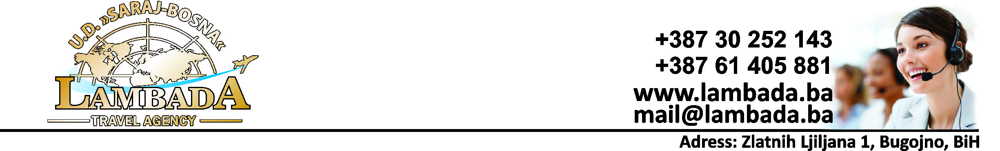 U.D. »SARAJ-BOSNA«
LAMBADA
TRAVEL AGENCY
+387 30 252 143
+387 61 405 881
www.lambada.ba
mail@lambada.ba
Adress: Zlatnih Ljiljana 1, Bugojno, BiH